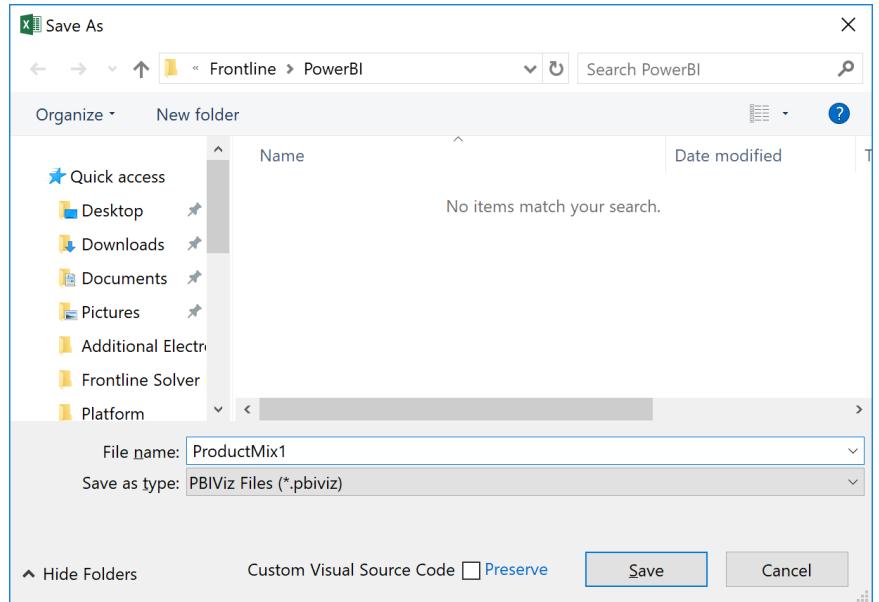 Save As
« Frontline > PowerBI
Search PowerBI
Organize
New folder
?
Name
Date modified
T
Quick access
No items match your search.
Desktop
Downloads
Documents
Pictures
Additional Electr
Frontline Solver
Platform
File name: ProductMix1
Save as type: PBIViz Files (*.pbiviz)
Hide Folders
Custom Visual Source Code Preserve
Save
Cancel